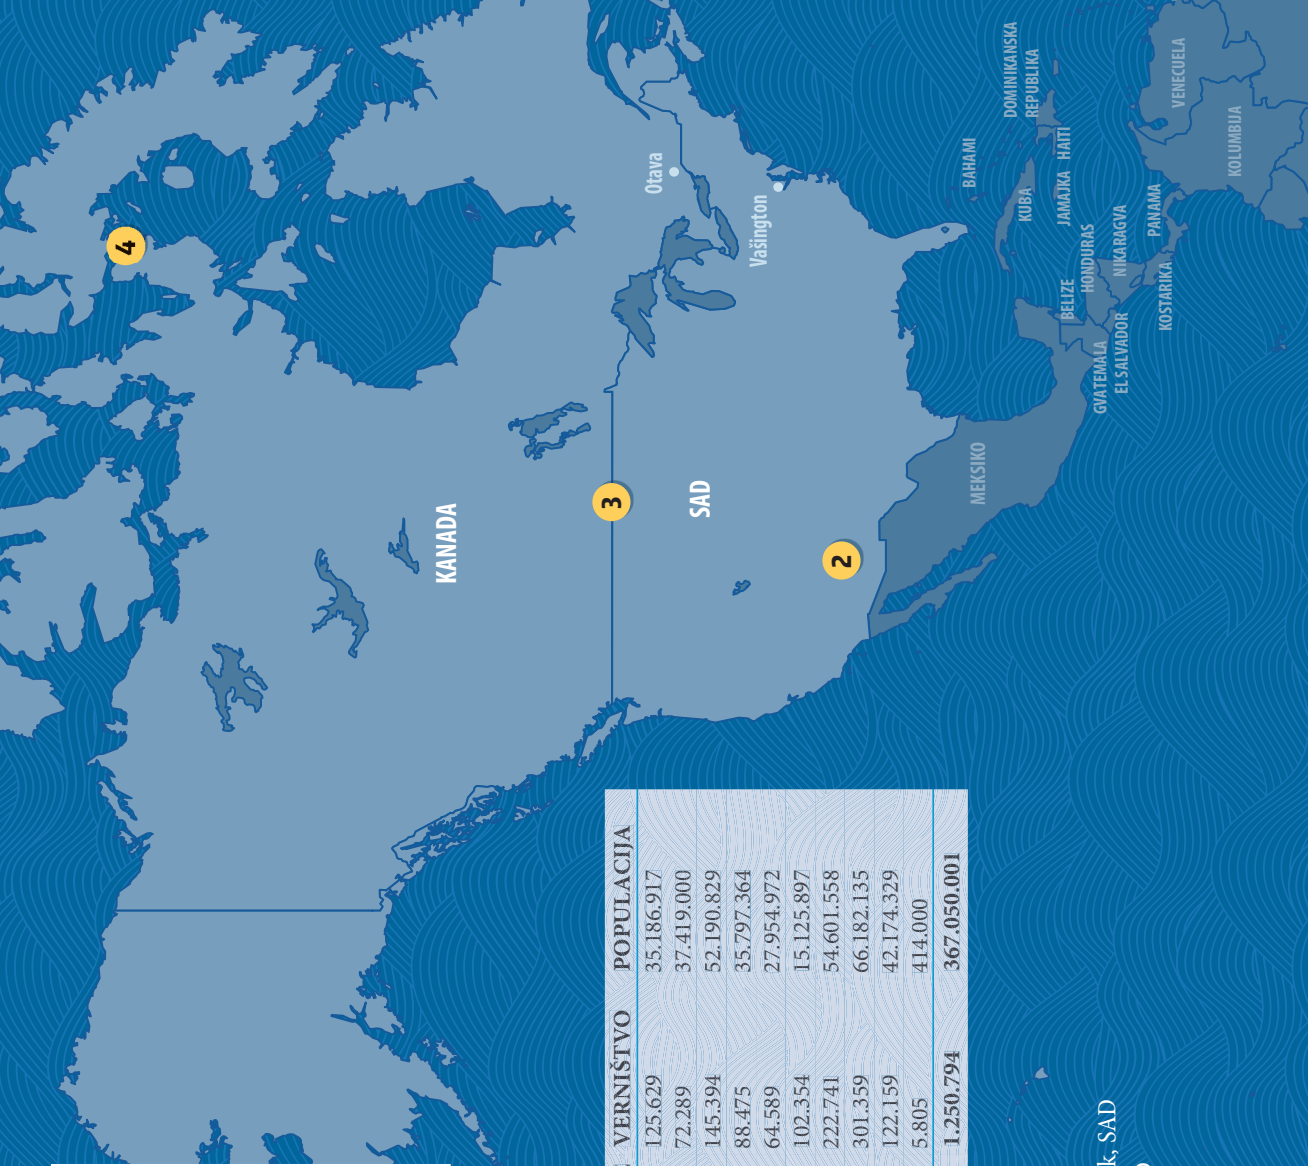 4
KANADA
3
SAD
2
Otava
Vašington
MEKSIKO
BAHAMI
DOMINIKANSKA
REPUBLIKA
KUBA
JAMAJKA
HAITI
BELIZE
HONDURAS
GVATEMALA
EL SALVADOR
NIKARAGVA
PANAMA
KOSTARIKA
VENECUELA
KOLUMBIJA
VERNIŠTVO POPULACIJA
125.629 35.186.917
72.289 37.419.000
145.394 52.190.829
88.475 35.797.364
64.589 27.954.972
102.354 15.125.897
222.741 54.601.558
301.359 66.182.135
122.159 42.174.329
5.805 414.000
1.250.794 367.050.001
k, SAD